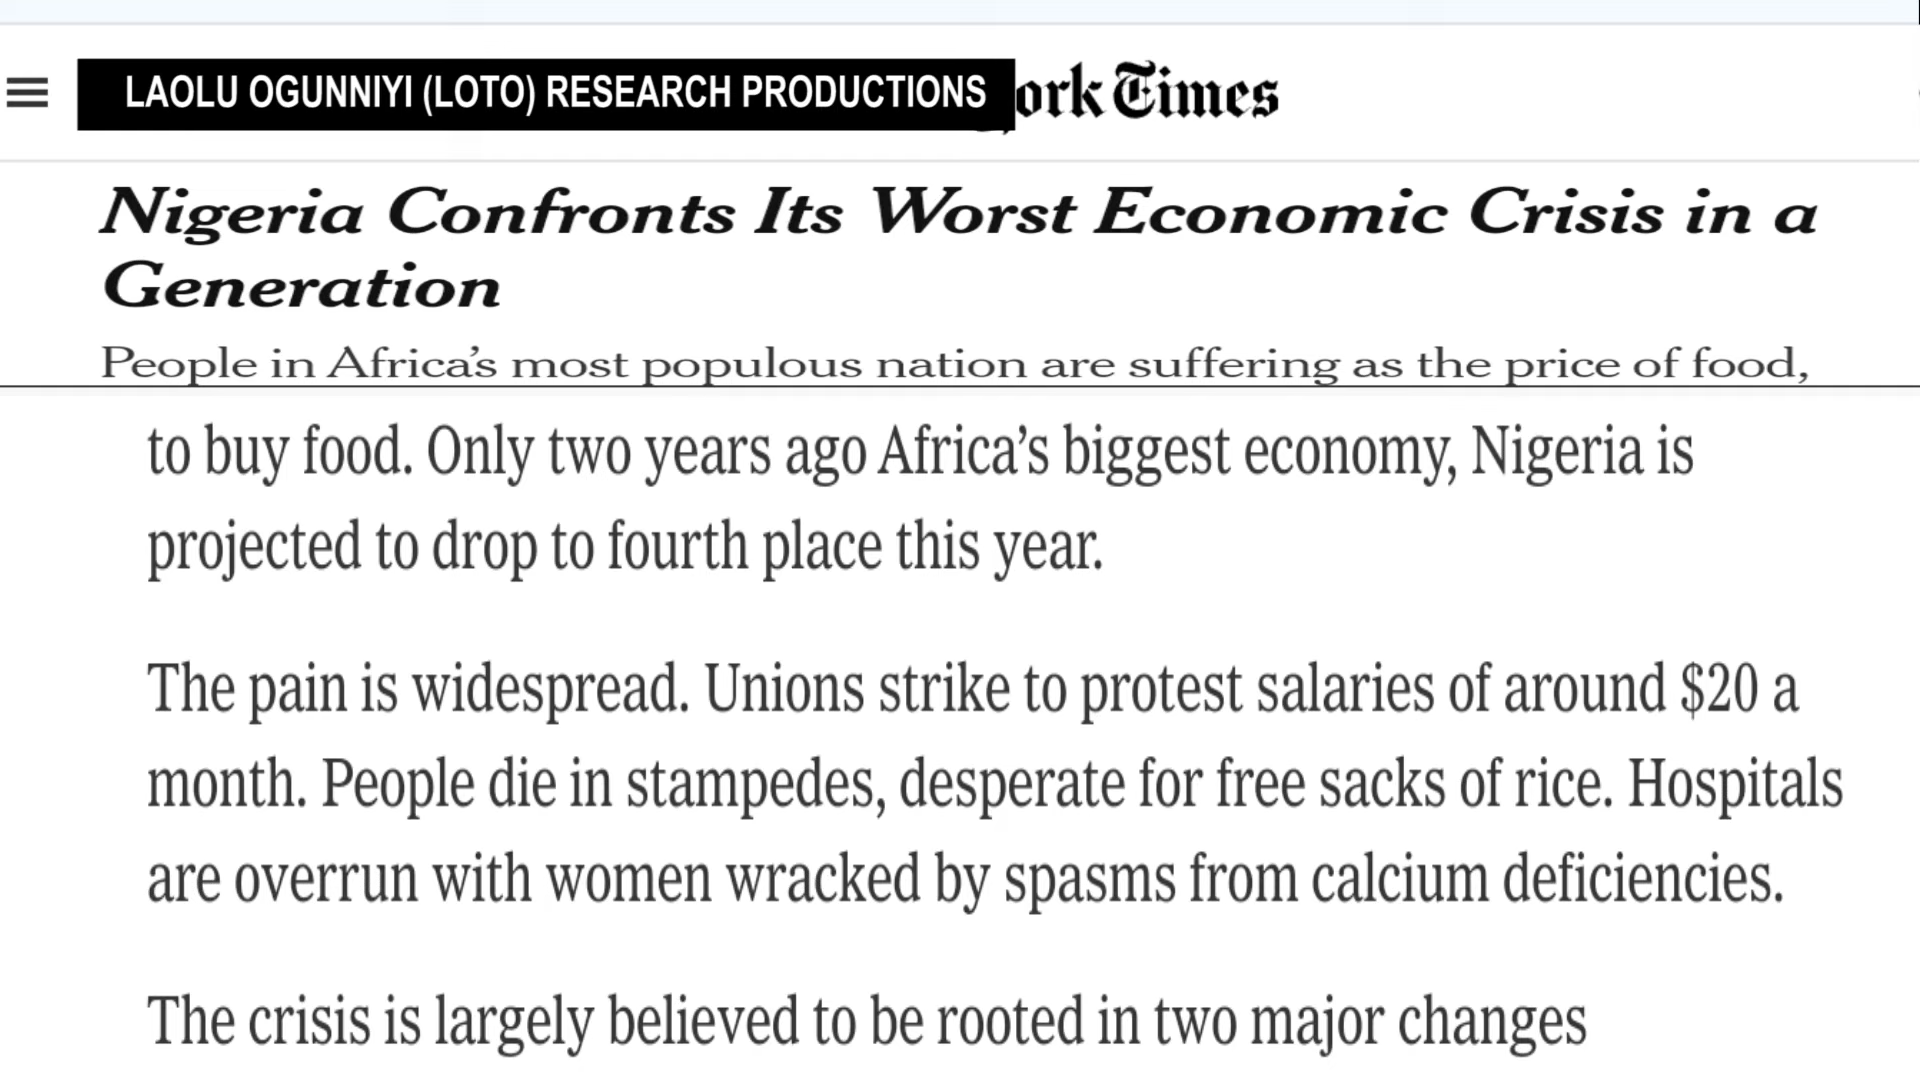 LAOLU OGUNNIYI (LOTO) RESEARCH PRODUCTIONS ork Times
Nigeria Confronts Its Worst Economic Crisis in a
Generation
People in Africa's most populous nation are suffering as the price of food,
to buy food. Only two years ago Africa's biggest economy, Nigeria is
projected to drop to fourth place this year.
The pain is widespread. Unions strike to protest salaries of around $20 a
month. People die in stampedes, desperate for free sacks of rice. Hospitals
are overrun with women wracked by spasms from calcium deficiencies.
The crisis is largely believed to be rooted in two major changes